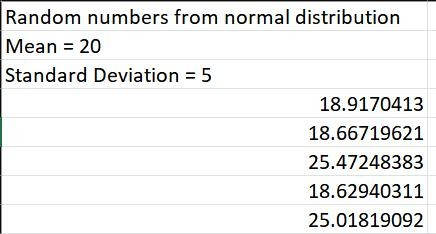 Random numbers from normal distribution
Mean = 20
Standard Deviation = 5
18.9170413
18.66719621
25.47248383
18.62940311
25.01819092